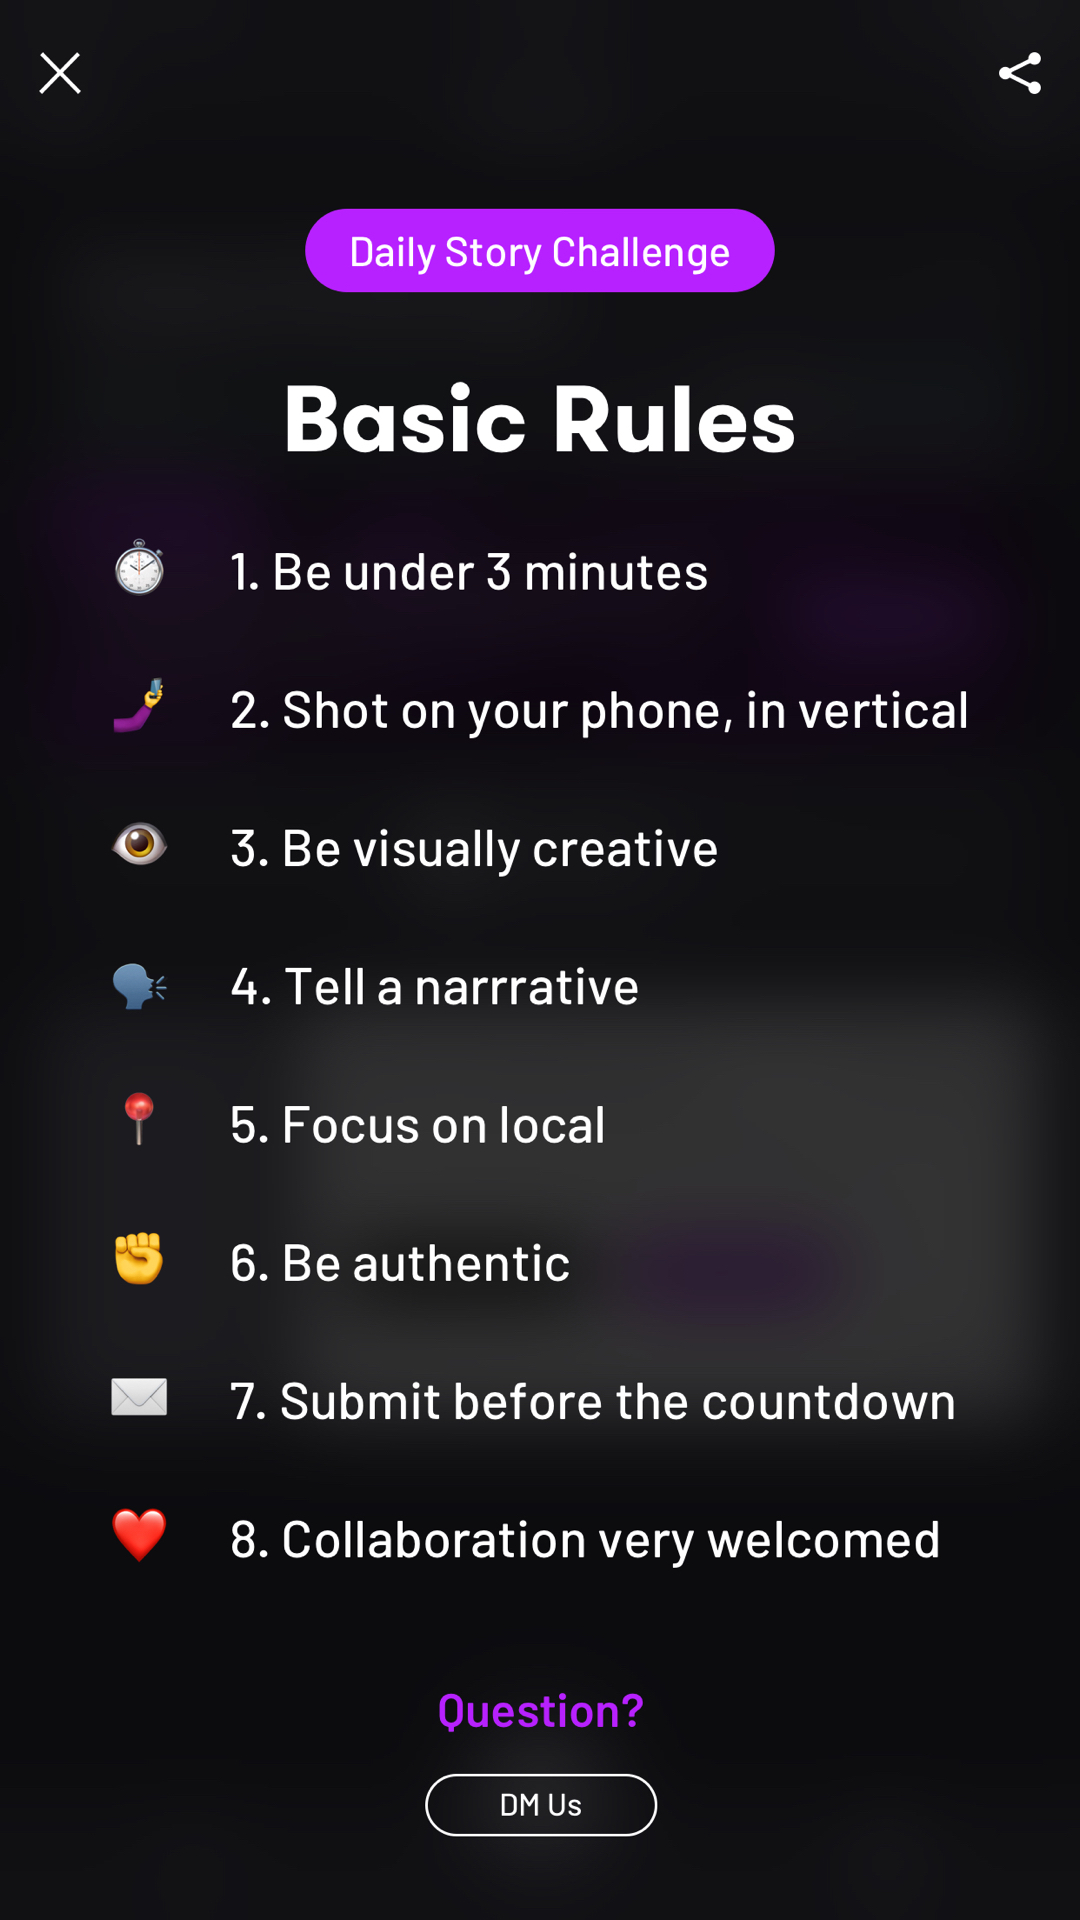 Daily Story Challenge
Basic Rules
1. Be under 3 minutes
2. Shot on your phone, in vertical
3. Be visually creative
4. Tell a narrrative
5. Focus on local
6. Be authentic
7. Submit before the countdown
8. Collaboration very welcomed
Question?
DM Us